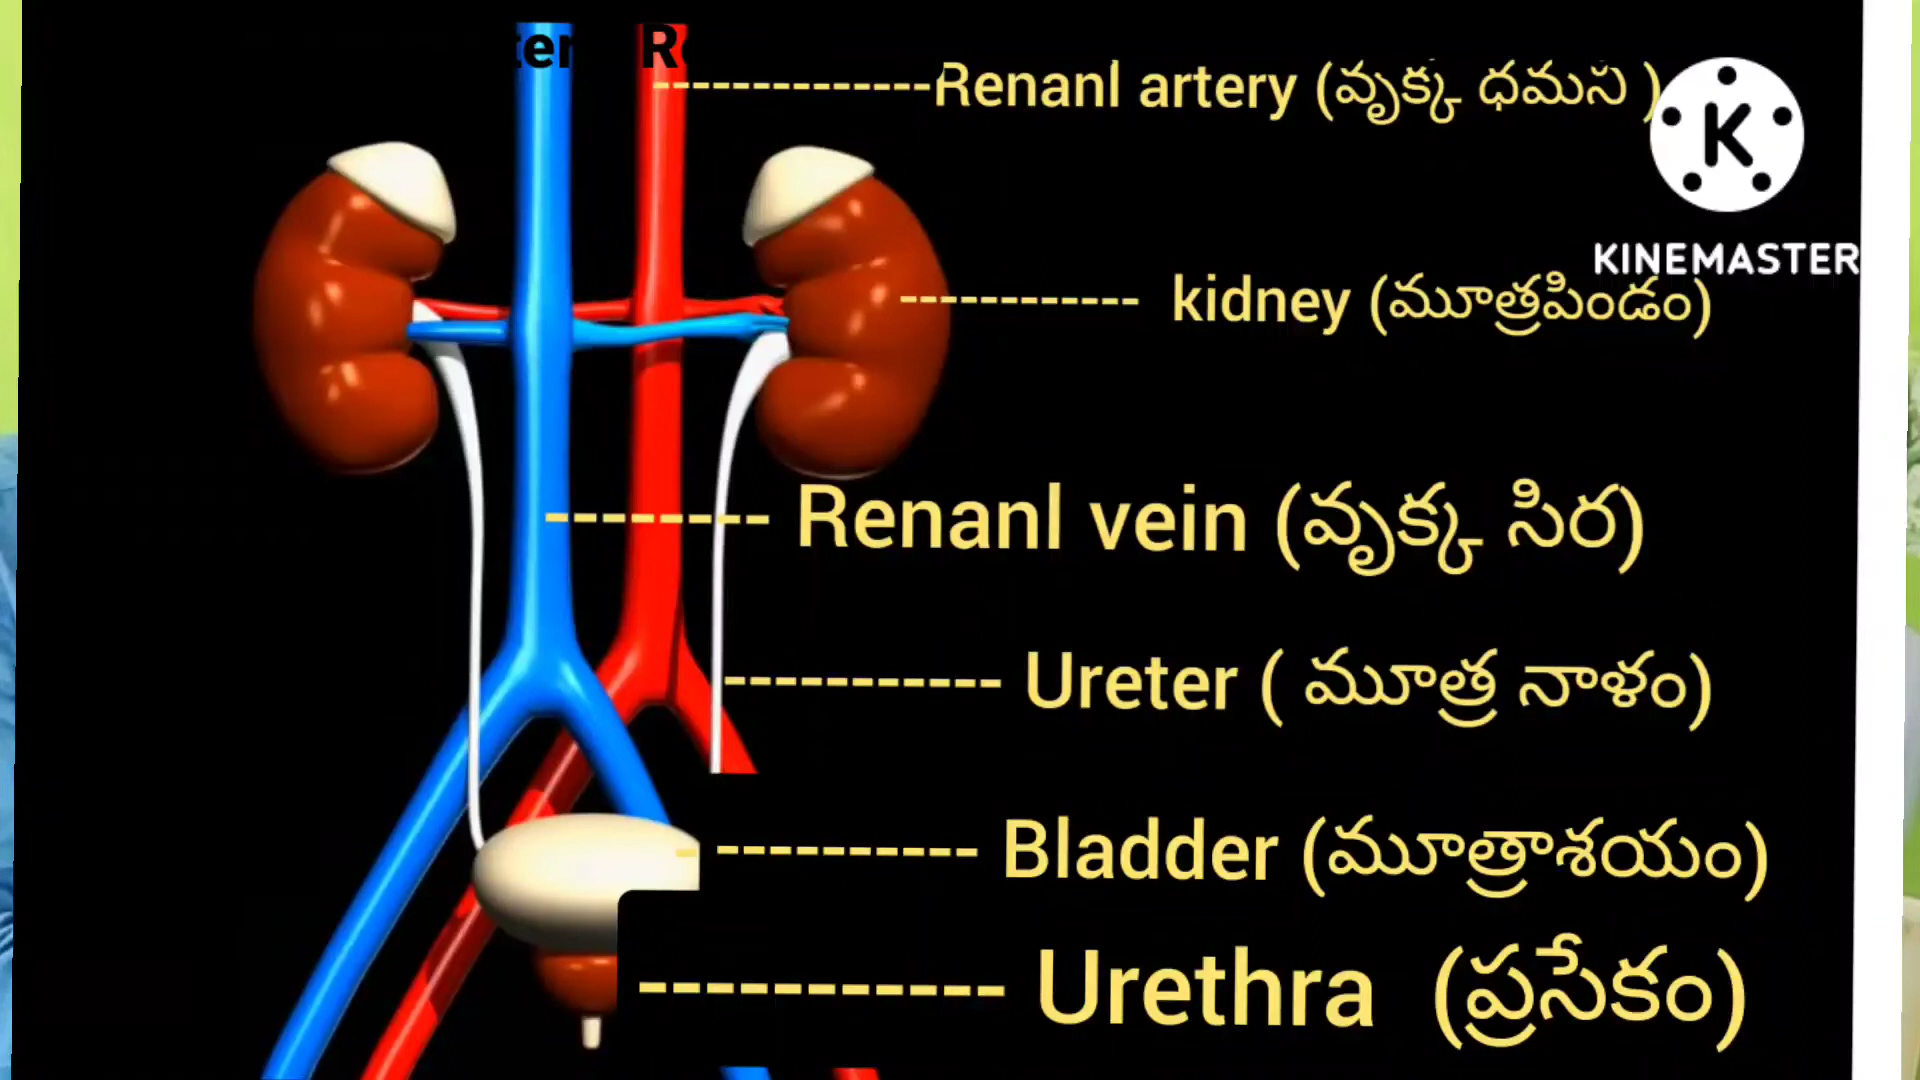 Renanl artery (వృక్క ధమని )
K
KINEMASTER
kidney (మూత్రపిండం)
Renanl vein (వృక్క సిర)
Ureter ( మూత్ర నాళం)
Bladder (మూత్రాశయం)
Urethra (ప్రసేకం)